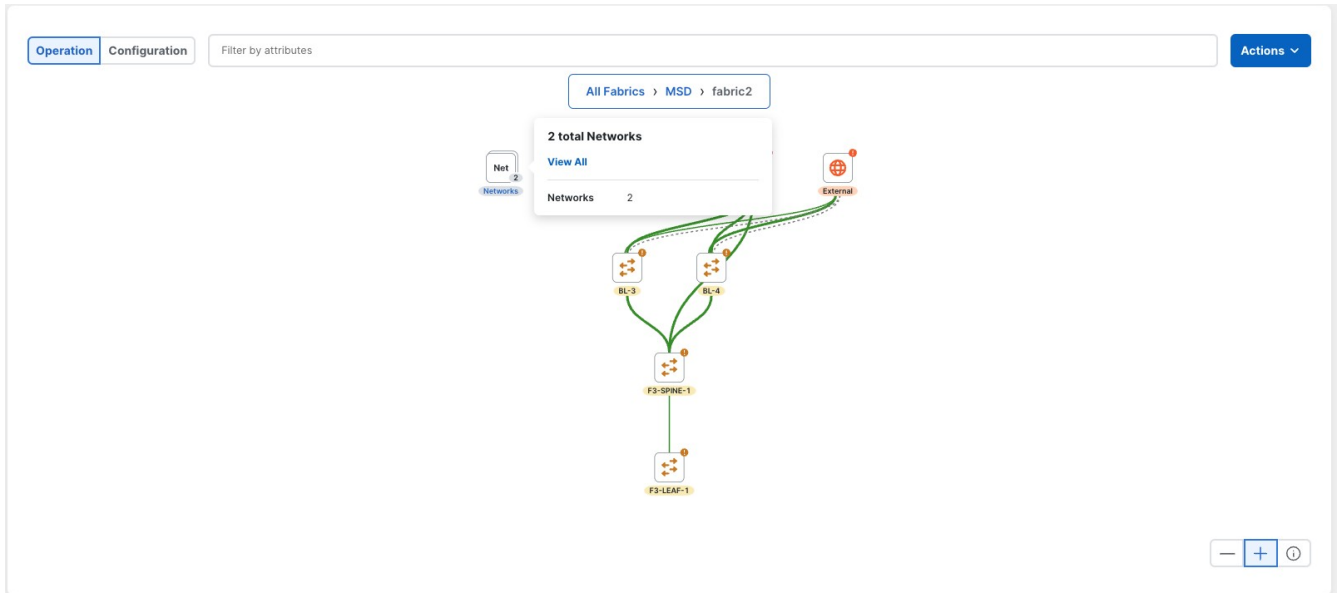 Operation Configuration Filter by attributes Actions
All Fabrics › MSD › fabric2
2 total Networks
View All
Networks 2
Net
2
Networks
External
BL-3 BL-4
F3-SPINE-1
F3-LEAF-1